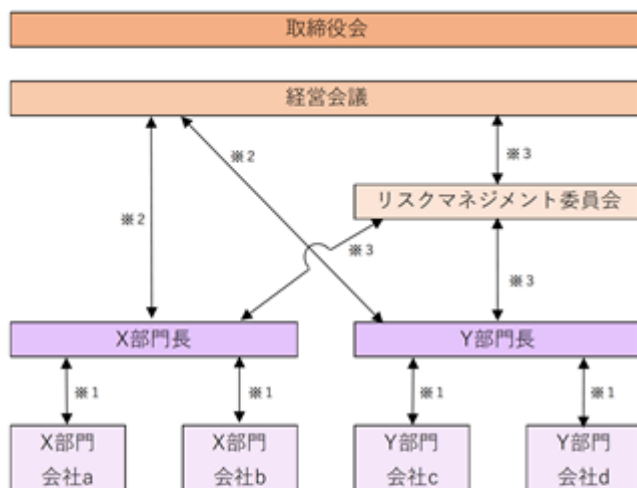 取締役会
経営会議
※2
※3
リスクマネジメント委員会
※2
※3
※3
X部門長
Y部門長
※1
※1
※1
※1
X部門
会社a
X部門
会社b
Y部門
会社c
Y部門
会社d